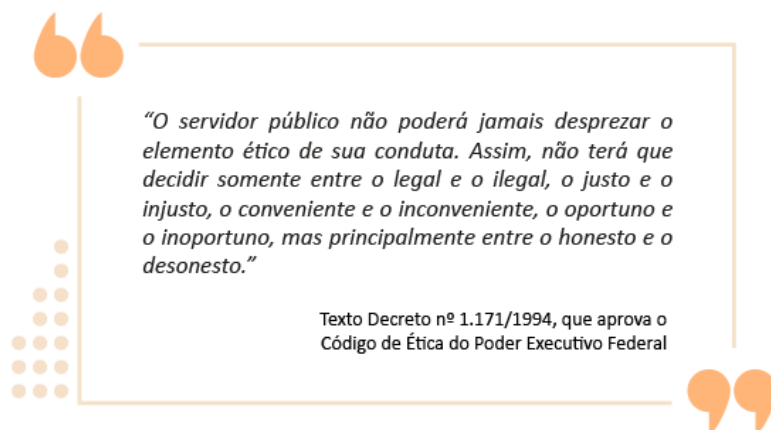 “O servidor público não poderá jamais desprezar o
elemento ético de sua conduta. Assim, não terá que
decidir somente entre o legal e o ilegal, o justo e o
injusto, o conveniente e o inconveniente, o oportuno e
o inoportuno, mas principalmente entre o honesto e o
desonesto.”
Texto Decreto nº 1.171/1994, que aprova o
Código de Ética do Poder Executivo Federal